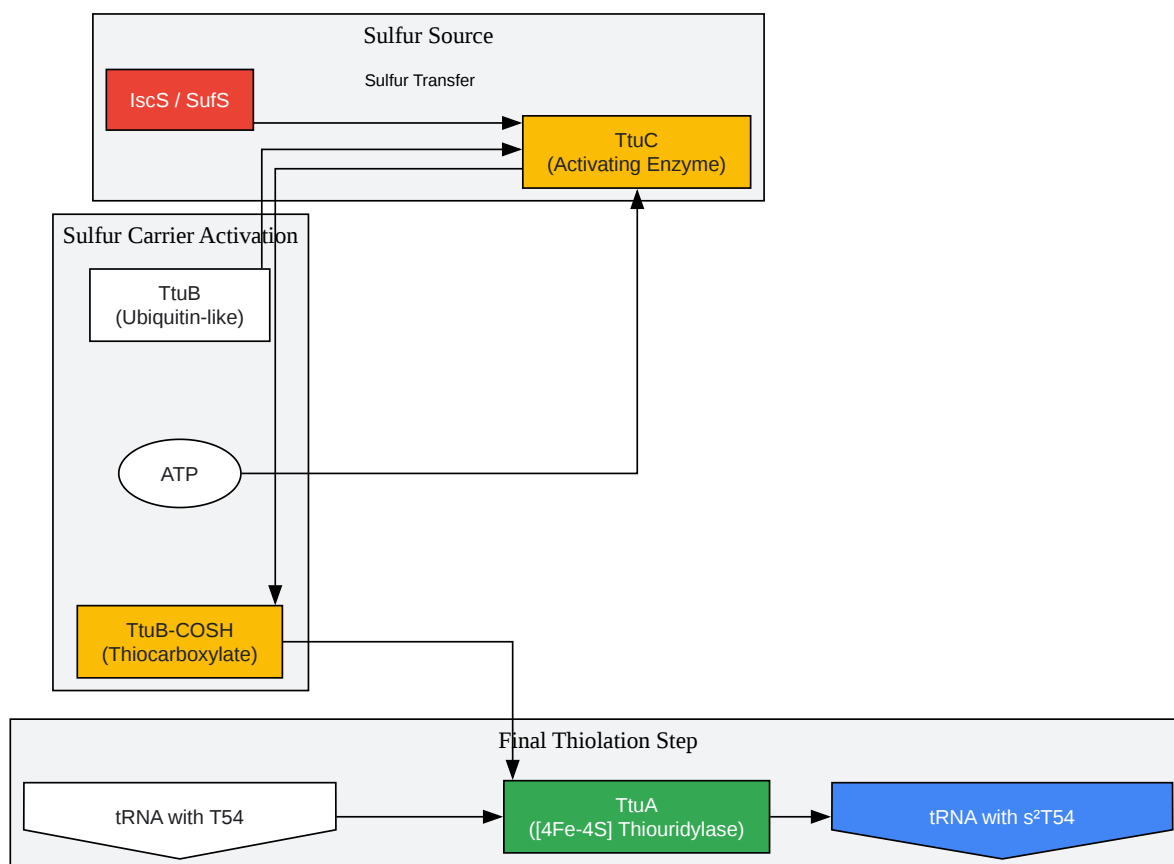 Sulfur Source
Sulfur Transfer
IscS / SufS
TtuC
(Activating Enzyme)
Sulfur Carrier Activation
TtuB
(Ubiquitin-like)
ATP
TtuB-COSH
(Thiocarboxylate)
Final Thiolation Step
tRNA with T54
TtuA
([4Fe-4S] Thiouridylase)
tRNA with s²T54